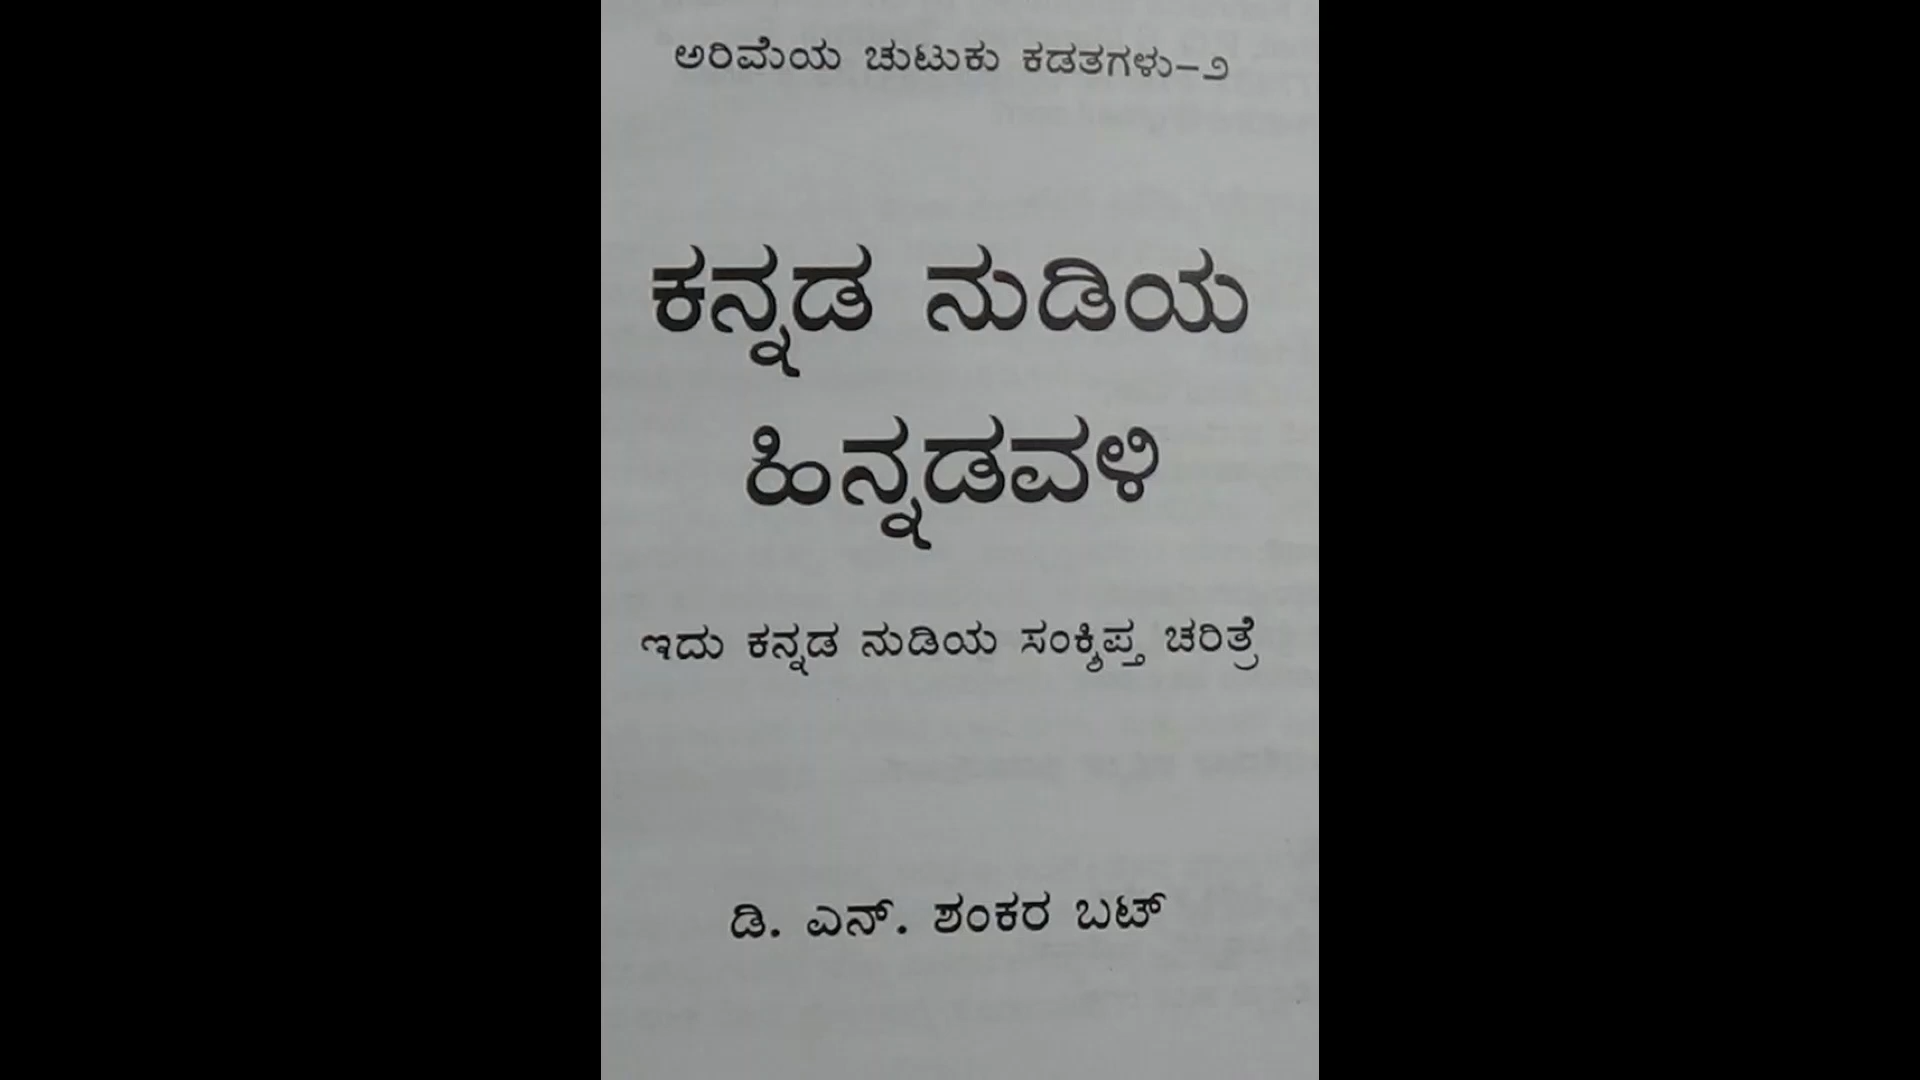 ಅರಿಮೆಯ ಚುಟುಕು ಕಡತಗಳು–೨
ಕನ್ನಡ ನುಡಿಯ
ಹಿನ್ನಡವಳಿ
ಇದು ಕನ್ನಡ ನುಡಿಯ ಸಂಕ್ಶಿಪ್ತ ಚರಿತ್ರೆ
ಡಿ. ಎನ್. ಶಂಕರ ಬಟ್